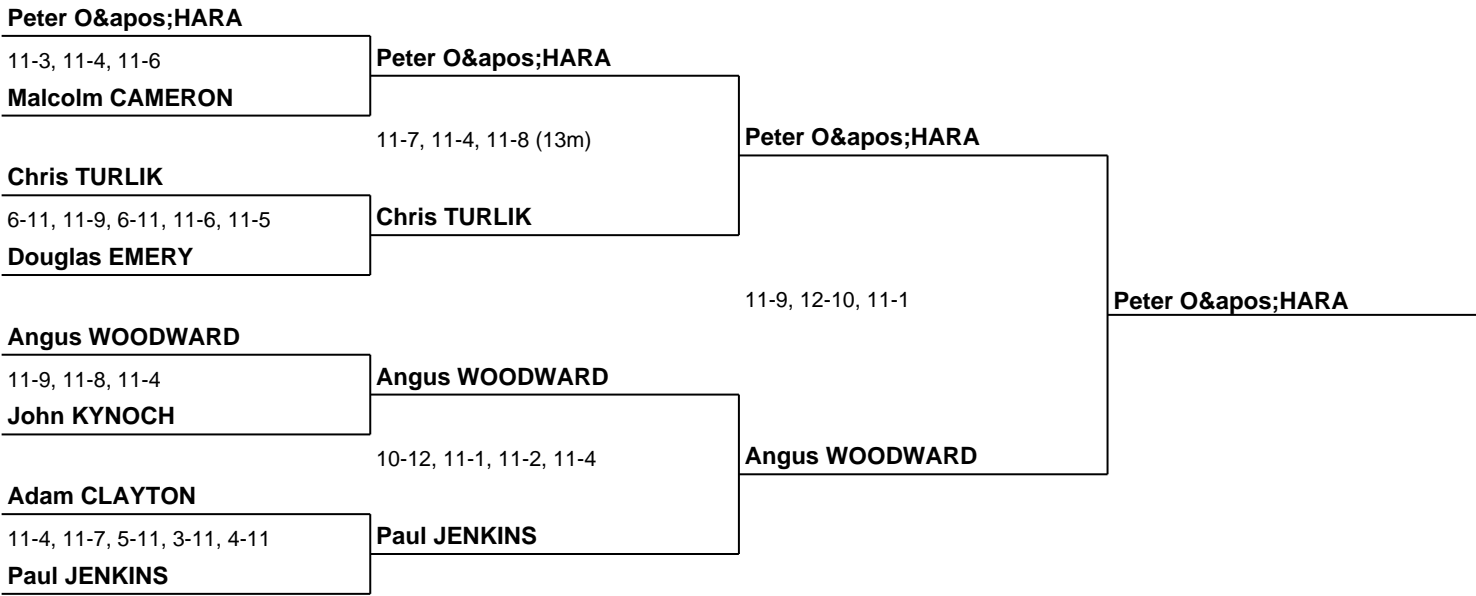 Peter O&apos;HARA
11-3, 11-4, 11-6
Malcolm CAMERON
Chris TURLIK
6-11, 11-9, 6-11, 11-6, 11-5
Douglas EMERY
Angus WOODWARD
11-9, 11-8, 11-4
John KYNOCH
Adam CLAYTON
11-4, 11-7, 5-11, 3-11, 4-11
Paul JENKINS
Peter O&apos;HARA
11-7, 11-4, 11-8 (13m)
Chris TURLIK
Angus WOODWARD
10-12, 11-1, 11-2, 11-4
Paul JENKINS
Peter O&apos;HARA
11-9, 12-10, 11-1
Angus WOODWARD
Peter O&apos;HARA